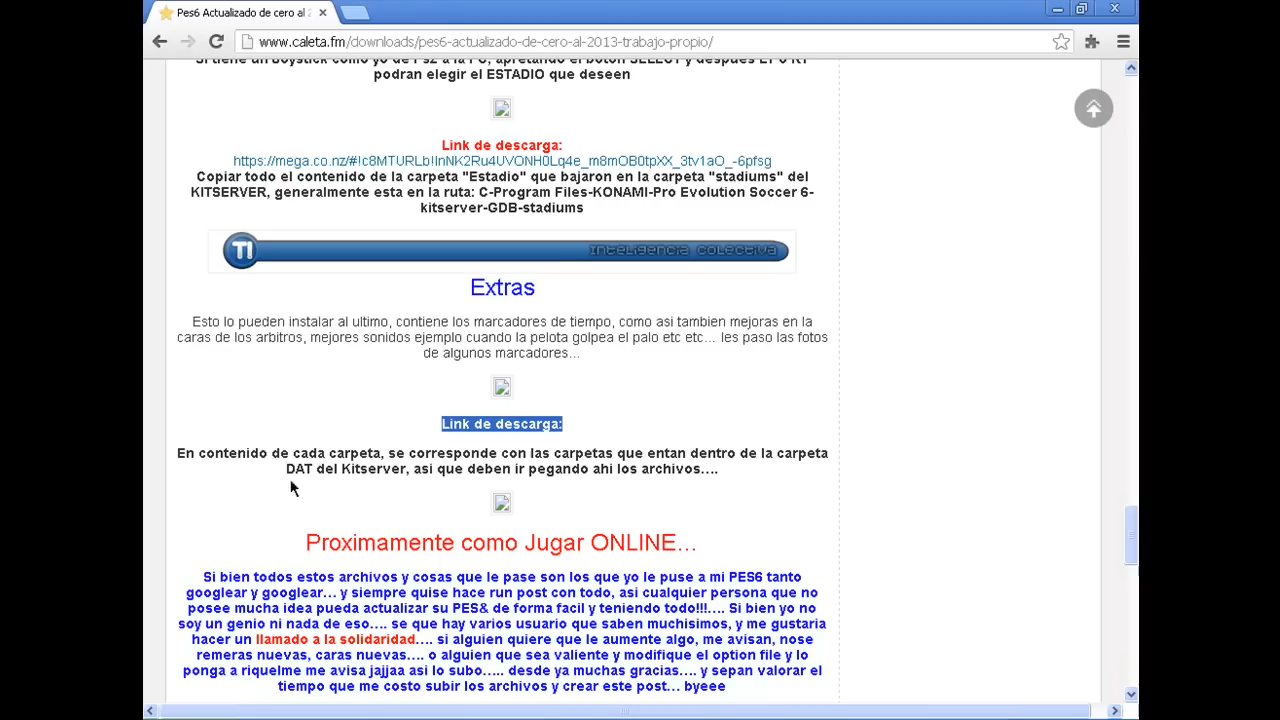 Pes6 Actualizado de cero al 2
www.caleta.fm/downloads/pes6-actualizado-de-cero-al-2013-trabajo-propio/
podran elegir el ESTADIO que deseen
Link de descarga:
https://mega.co.nz/#!c8MTURLb!InNK2Ru4UVONH0Lq4e_m8mOB0tpXX_3tv1aO_-6pfsg
Copiar todo el contenido de la carpeta "Estadio" que bajaron en la carpeta "stadiums" del
KITSERVER, generalmente esta en la ruta: C-Program Files-KONAMI-Pro Evolution Soccer 6-
kitserver-GDB-stadiums
TI INTELIGENCIA COLECTIVA
Extras
Esto lo pueden instalar al ultimo, contiene los marcadores de tiempo, como asi tambien mejoras en la
caras de los arbitros, mejores sonidos ejemplo cuando la pelota golpea el palo etc etc... les paso las fotos
de algunos marcadores...
Link de descarga:
En contenido de cada carpeta, se corresponde con las carpetas que entan dentro de la carpeta
DAT del Kitserver, asi que deben ir pegando ahi los archivos....
Proximamente como Jugar ONLINE...
Si bien todos estos archivos y cosas que le pase son los que yo le puse a mi PES6 tanto
googlear y googlear... y siempre quise hace run post con todo, asi cualquier persona que no
posee mucha idea pueda actualizar su PES& de forma facil y teniendo todo!!!.... Si bien yo no
soy un genio ni nada de eso.... se que hay varios usuario que saben muchisimos, y me gustaria
hacer un llamado a la solidaridad.... si alguien quiere que le aumente algo, me avisan, nose
remeras nuevas, caras nuevas.... o alguien que sea valiente y modifique el option file y lo
ponga a riquelme me avisa jajjaa asi lo subo..... desde ya muchas gracias.... y sepan valorar el
tiempo que me costo subir los archivos y crear este post... byeee